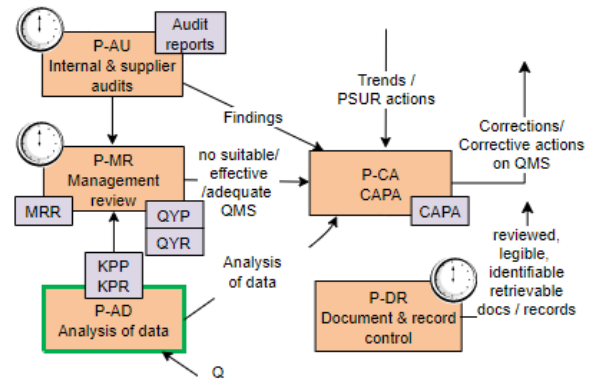 P-AU
Internal & supplier
audits
Audit
reports
Trends /
PSUR actions
Findings
Corrections/
Corrective actions
on QMS
P-MR
Management
review
MRR
QYP
QYR
no suitable/
effective
/adequate
QMS
P-CA
CAPA
CAPA
KPP
KPR
P-AD
Analysis of data
Analysis
of data
Q
P-DR
Document & record
control
reviewed,
legible,
identifiable
retrievable
docs / records